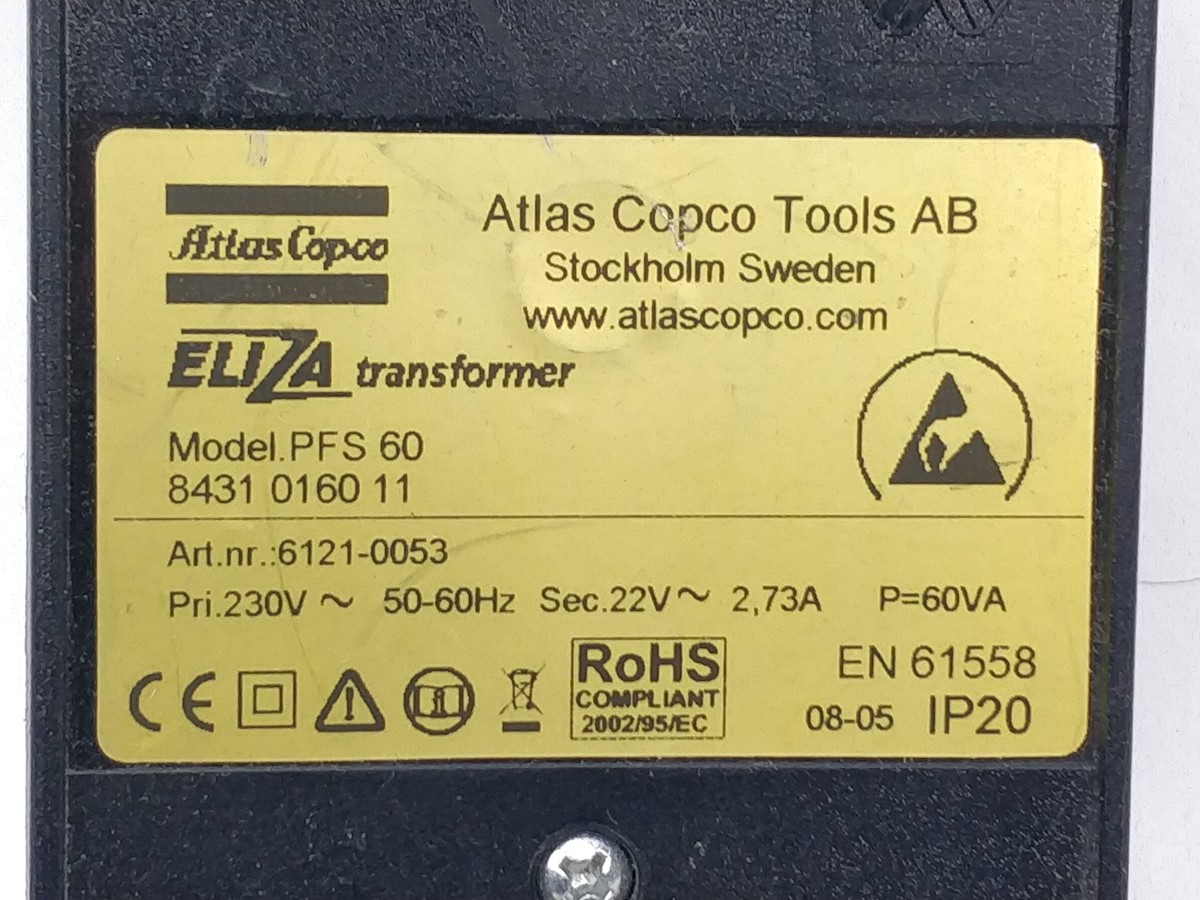 Atlas Copco
Atlas Copco Tools AB
Stockholm Sweden
www.atlascopco.com
ELIZA transformer
Model.PFS 60
8431 0160 11
Art.nr.:6121-0053
Pri.230V ~ 50-60Hz Sec.22V~ 2,73A P=60VA
CE
RoHS
COMPLIANT
2002/95/EC
EN 61558
08-05 IP20